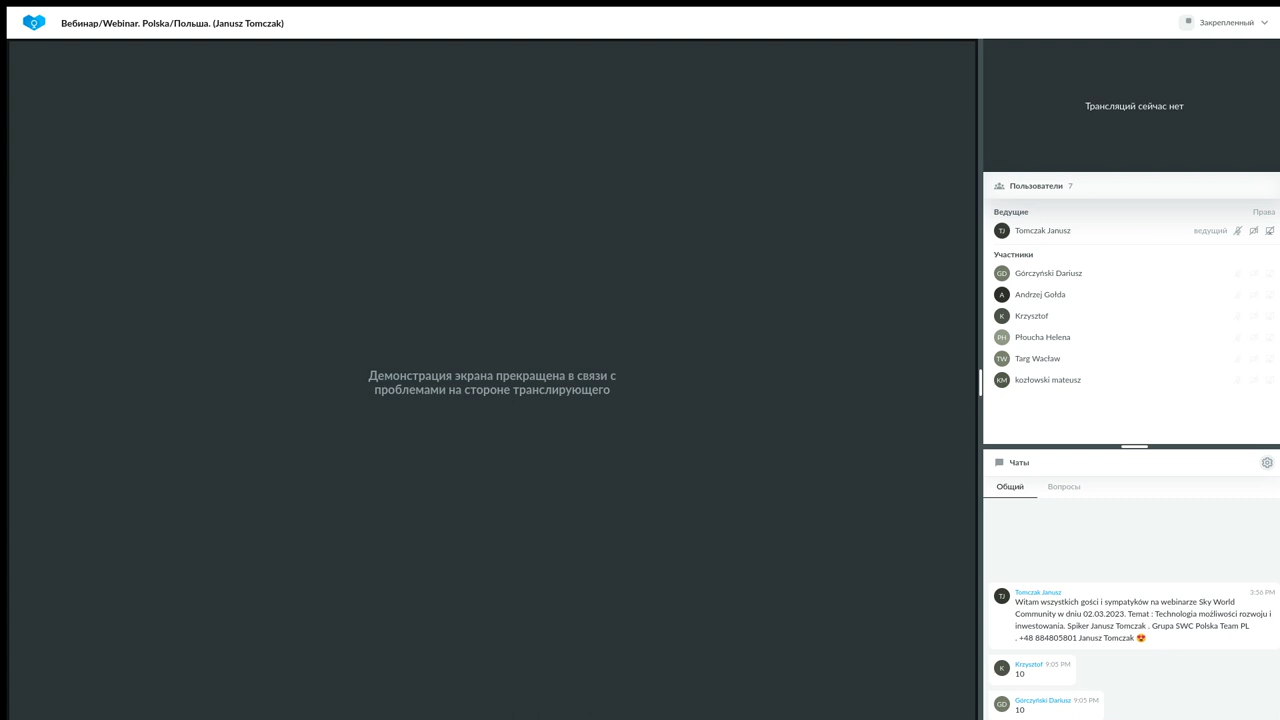 Вебинар/Webinar. Polska/Польша. (Janusz Tomczak)
Закрепленный
Трансляций сейчас нет
Демонстрация экрана прекращена в связи с
проблемами на стороне транслирующего
Пользователи 7
Ведущие Права
TJ Tomczak Janusz ведущий
Участники
GD Górczyński Dariusz
A Andrzej Gołda
K Krzysztof
PH Płoucha Helena
TW Targ Wacław
KM kozłowski mateusz
Чаты
Общий Вопросы
TJ Tomczak Janusz 3:56 PM
Witam wszystkich gości i sympatyków na webinarze Sky World
Community w dniu 02.03.2023. Temat : Technologia możliwości rozwoju i
inwestowania. Spiker Janusz Tomczak . Grupa SWC Polska Team PL
. +48 884805801 Janusz Tomczak 😍
K Krzysztof 9:05 PM
10
GD Górczyński Dariusz 9:05 PM
10